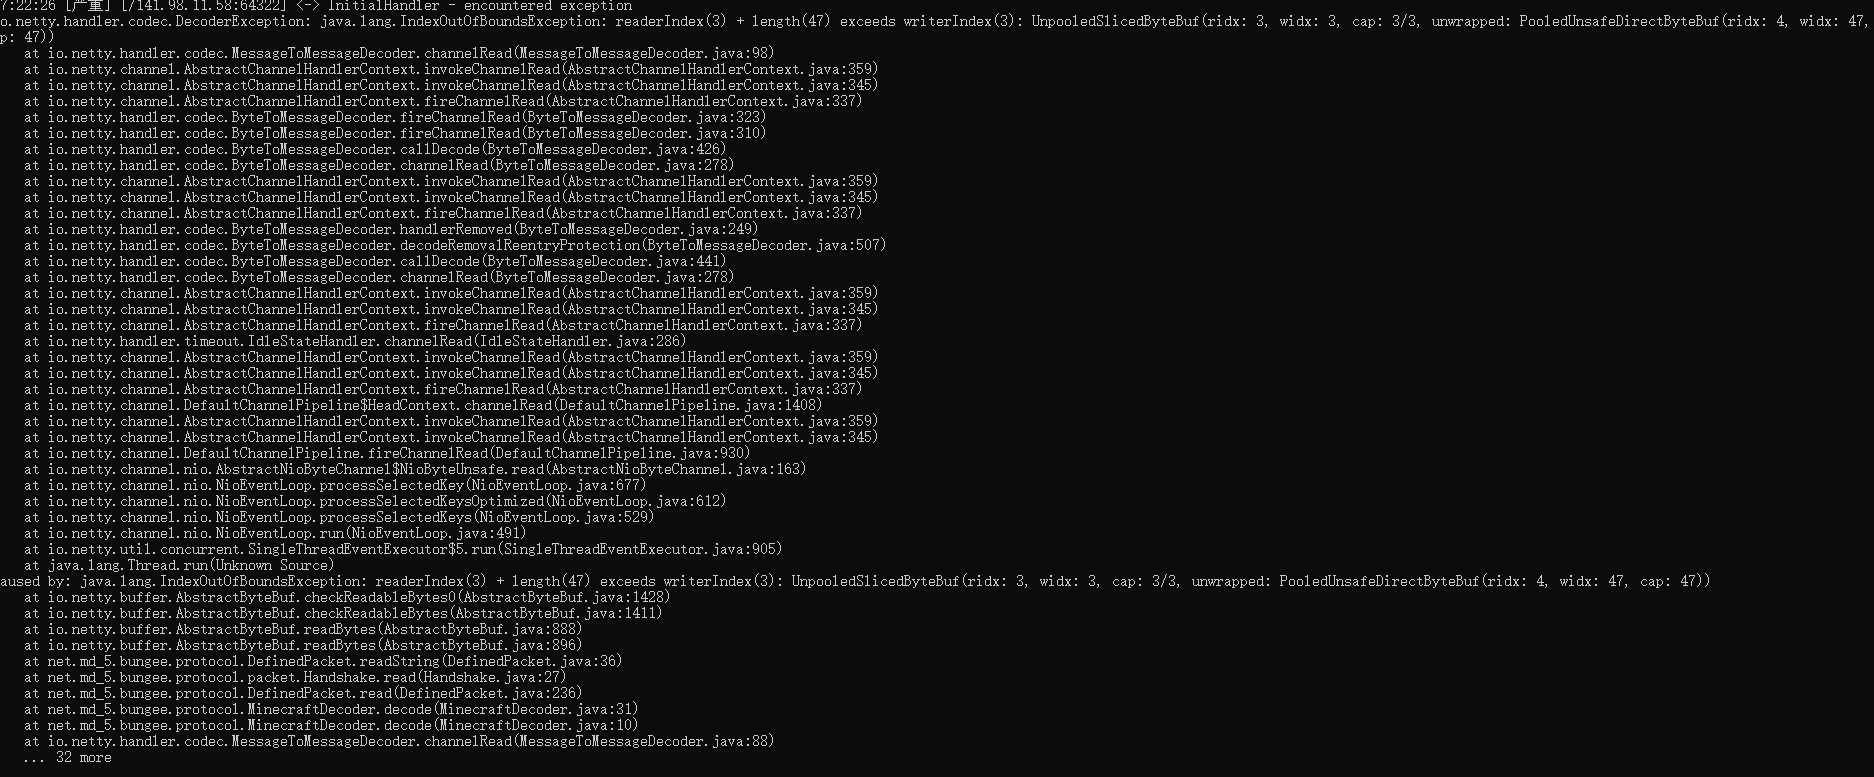 7:22:26 [严重] [/141.98.11.58:64322] <-> InitialHandler - encountered exception
o.netty.handler.codec.DecoderException: java.lang.IndexOutOfBoundsException: readerIndex(3) + length(47) exceeds writerIndex(3): UnpooledSlicedByteBuf(ridx: 3, widx: 3, cap: 3/3, unwrapped: PooledUnsafeDirectByteBuf(ridx: 4, widx: 47,
p: 47))
at io.netty.handler.codec.MessageToMessageDecoder.channelRead(MessageToMessageDecoder.java:98)
at io.netty.channel.AbstractChannelHandlerContext.invokeChannelRead(AbstractChannelHandlerContext.java:359)
at io.netty.channel.AbstractChannelHandlerContext.invokeChannelRead(AbstractChannelHandlerContext.java:345)
at io.netty.channel.AbstractChannelHandlerContext.fireChannelRead(AbstractChannelHandlerContext.java:337)
at io.netty.handler.codec.ByteToMessageDecoder.fireChannelRead(ByteToMessageDecoder.java:323)
at io.netty.handler.codec.ByteToMessageDecoder.fireChannelRead(ByteToMessageDecoder.java:310)
at io.netty.handler.codec.ByteToMessageDecoder.callDecode(ByteToMessageDecoder.java:426)
at io.netty.handler.codec.ByteToMessageDecoder.channelRead(ByteToMessageDecoder.java:278)
at io.netty.channel.AbstractChannelHandlerContext.invokeChannelRead(AbstractChannelHandlerContext.java:359)
at io.netty.channel.AbstractChannelHandlerContext.invokeChannelRead(AbstractChannelHandlerContext.java:345)
at io.netty.channel.AbstractChannelHandlerContext.fireChannelRead(AbstractChannelHandlerContext.java:337)
at io.netty.handler.codec.ByteToMessageDecoder.handlerRemoved(ByteToMessageDecoder.java:249)
at io.netty.handler.codec.ByteToMessageDecoder.decodeRemovalReentryProtection(ByteToMessageDecoder.java:507)
at io.netty.handler.codec.ByteToMessageDecoder.callDecode(ByteToMessageDecoder.java:441)
at io.netty.handler.codec.ByteToMessageDecoder.channelRead(ByteToMessageDecoder.java:278)
at io.netty.channel.AbstractChannelHandlerContext.invokeChannelRead(AbstractChannelHandlerContext.java:359)
at io.netty.channel.AbstractChannelHandlerContext.invokeChannelRead(AbstractChannelHandlerContext.java:345)
at io.netty.channel.AbstractChannelHandlerContext.fireChannelRead(AbstractChannelHandlerContext.java:337)
at io.netty.handler.timeout.IdleStateHandler.channelRead(IdleStateHandler.java:286)
at io.netty.channel.AbstractChannelHandlerContext.invokeChannelRead(AbstractChannelHandlerContext.java:359)
at io.netty.channel.AbstractChannelHandlerContext.invokeChannelRead(AbstractChannelHandlerContext.java:345)
at io.netty.channel.AbstractChannelHandlerContext.fireChannelRead(AbstractChannelHandlerContext.java:337)
at io.netty.channel.DefaultChannelPipeline$HeadContext.channelRead(DefaultChannelPipeline.java:1408)
at io.netty.channel.AbstractChannelHandlerContext.invokeChannelRead(AbstractChannelHandlerContext.java:359)
at io.netty.channel.AbstractChannelHandlerContext.invokeChannelRead(AbstractChannelHandlerContext.java:345)
at io.netty.channel.DefaultChannelPipeline.fireChannelRead(DefaultChannelPipeline.java:930)
at io.netty.channel.nio.AbstractNioByteChannel$NioByteUnsafe.read(AbstractNioByteChannel.java:163)
at io.netty.channel.nio.NioEventLoop.processSelectedKey(NioEventLoop.java:677)
at io.netty.channel.nio.NioEventLoop.processSelectedKeysOptimized(NioEventLoop.java:612)
at io.netty.channel.nio.NioEventLoop.processSelectedKeys(NioEventLoop.java:529)
at io.netty.channel.nio.NioEventLoop.run(NioEventLoop.java:491)
at io.netty.util.concurrent.SingleThreadEventExecutor$5.run(SingleThreadEventExecutor.java:905)
at java.lang.Thread.run(Unknown Source)
aused by: java.lang.IndexOutOfBoundsException: readerIndex(3) + length(47) exceeds writerIndex(3): UnpooledSlicedByteBuf(ridx: 3, widx: 3, cap: 3/3, unwrapped: PooledUnsafeDirectByteBuf(ridx: 4, widx: 47, cap: 47))
at io.netty.buffer.AbstractByteBuf.checkReadableBytes0(AbstractByteBuf.java:1428)
at io.netty.buffer.AbstractByteBuf.checkReadableBytes(AbstractByteBuf.java:1411)
at io.netty.buffer.AbstractByteBuf.readBytes(AbstractByteBuf.java:888)
at io.netty.buffer.AbstractByteBuf.readBytes(AbstractByteBuf.java:896)
at net.md_5.bungee.protocol.DefinedPacket.readString(DefinedPacket.java:36)
at net.md_5.bungee.protocol.packet.Handshake.read(Handshake.java:27)
at net.md_5.bungee.protocol.DefinedPacket.read(DefinedPacket.java:236)
at net.md_5.bungee.protocol.MinecraftDecoder.decode(MinecraftDecoder.java:31)
at net.md_5.bungee.protocol.MinecraftDecoder.decode(MinecraftDecoder.java:10)
at io.netty.handler.codec.MessageToMessageDecoder.channelRead(MessageToMessageDecoder.java:88)
... 32 more